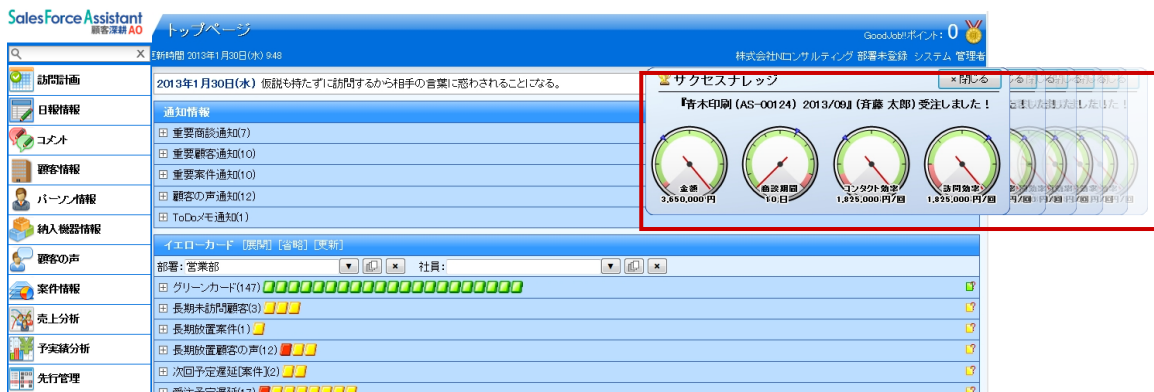 SalesForce Assistant
顧客深耕 AO
トップページ
GoodJob!!ポイント: 0
X
更新時間 2013年1月30日(水) 9:48
株式会社NIコンサルティング 部署未登録 システム 管理者
訪問計画
日報情報
コメント
顧客情報
パーソン情報
納入機器情報
顧客の声
案件情報
売上分析
予実績分析
先行管理
2013年1月30日(水) 仮説も持たずに訪問するから相手の言葉に惑わされることになる。
通知情報
重要商談通知(7)
重要顧客通知(10)
重要案件通知(10)
顧客の声通知(12)
ToDoメモ通知(1)
サクセスナレッジ
×閉じる
『青木印刷 (AS-00124) 2013/09』 (斉藤 太郎) 受注しました!
金額
3,650,000 円
商談期間
10 日
コンタクト効率
1,825,000 円/回
訪問効率
1,825,000 円/回
イエローカード [展開] [省略] [更新]
部署: 営業部
社員:
グリーンカード(147)
長期未訪問顧客(3)
長期放置案件(1)
長期放置顧客の声(12)
次回予定遅延[案件](2)
受注予定遅延(17)